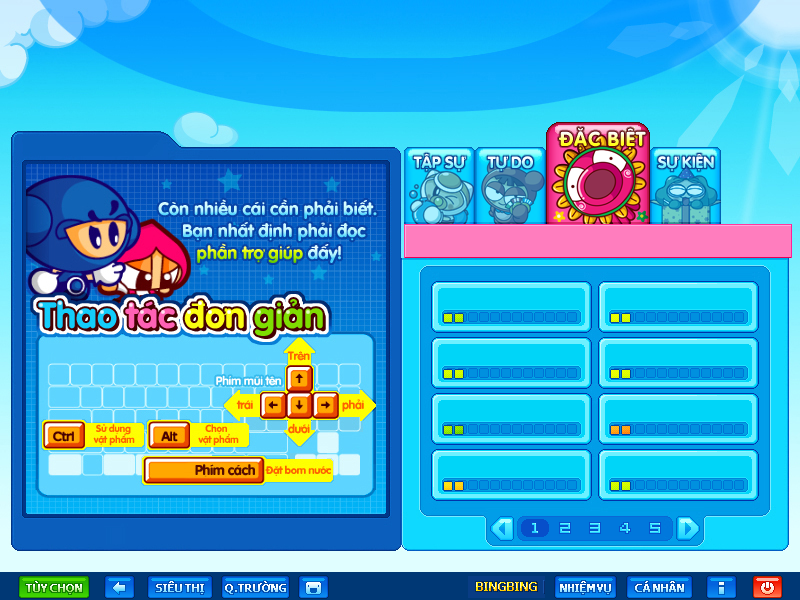 TẬP SỰ
TỰ DO
ĐẶC BIỆT
SỰ KIỆN
Còn nhiều cái cần phải biết.
Bạn nhất định phải đọc
phần trợ giúp đấy!
Thao tác đơn giản
Trên
Phím mũi tên
trái
phải
dưới
Ctrl
Sử dụng
vật phẩm
Alt
Chọn
vật phẩm
Phím cách
Đặt bom nước
1 2 3 4 5
TÙY CHỌN
SIÊU THỊ
Q.TRƯỜNG
BINGBING
NHIỆM VỤ
CÁ NHÂN
i